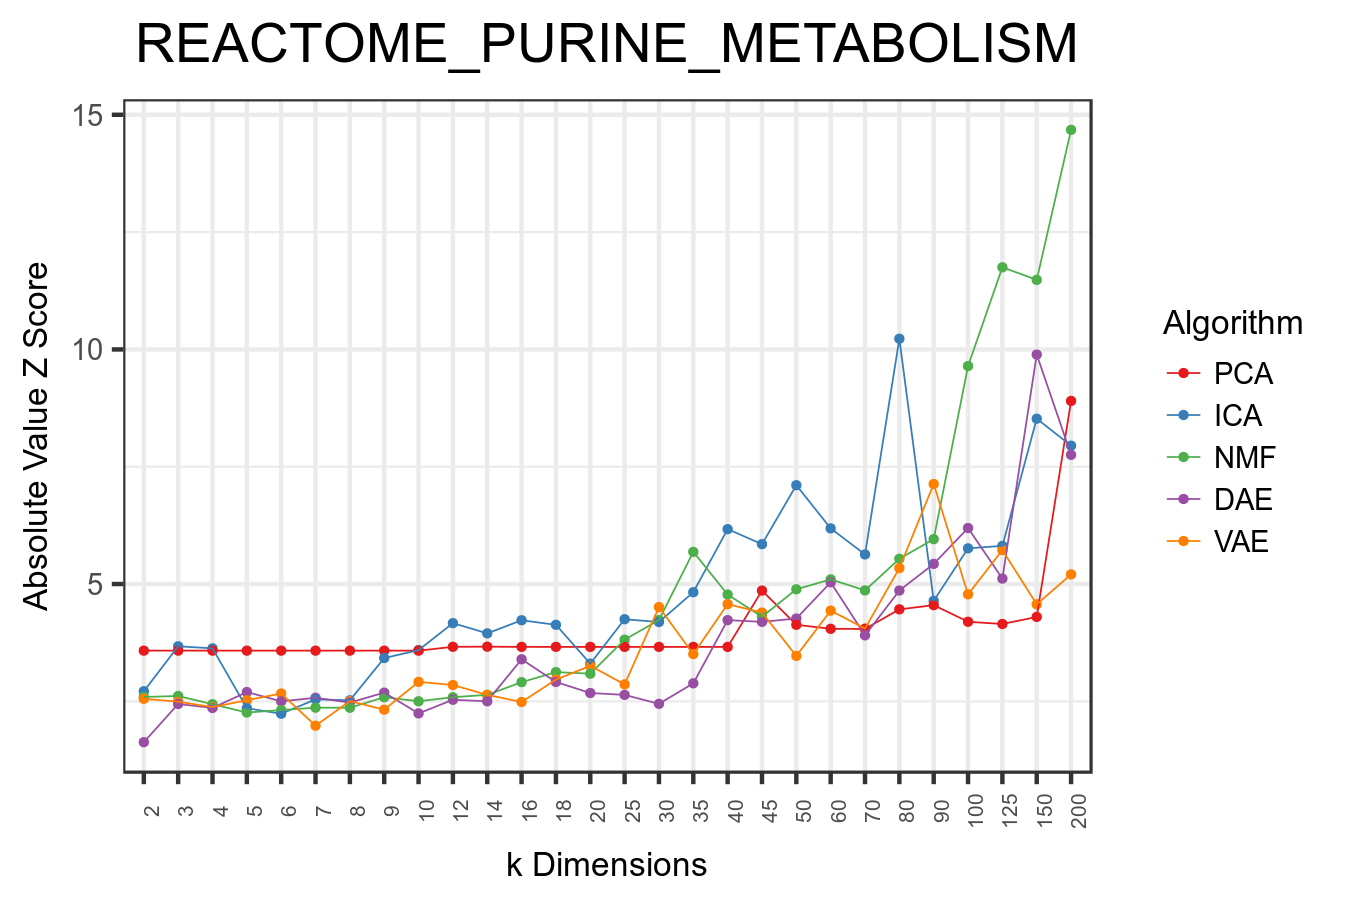 REACTOME_PURINE_METABOLISM
15
10
5
Absolute Value Z Score
2 3 4 5 6 7 8 9 10 12 14 16 18 20 25 30 35 40 45 50 60 70 80 90 100 125 150 200
k Dimensions
Algorithm
PCA
ICA
NMF
DAE
VAE